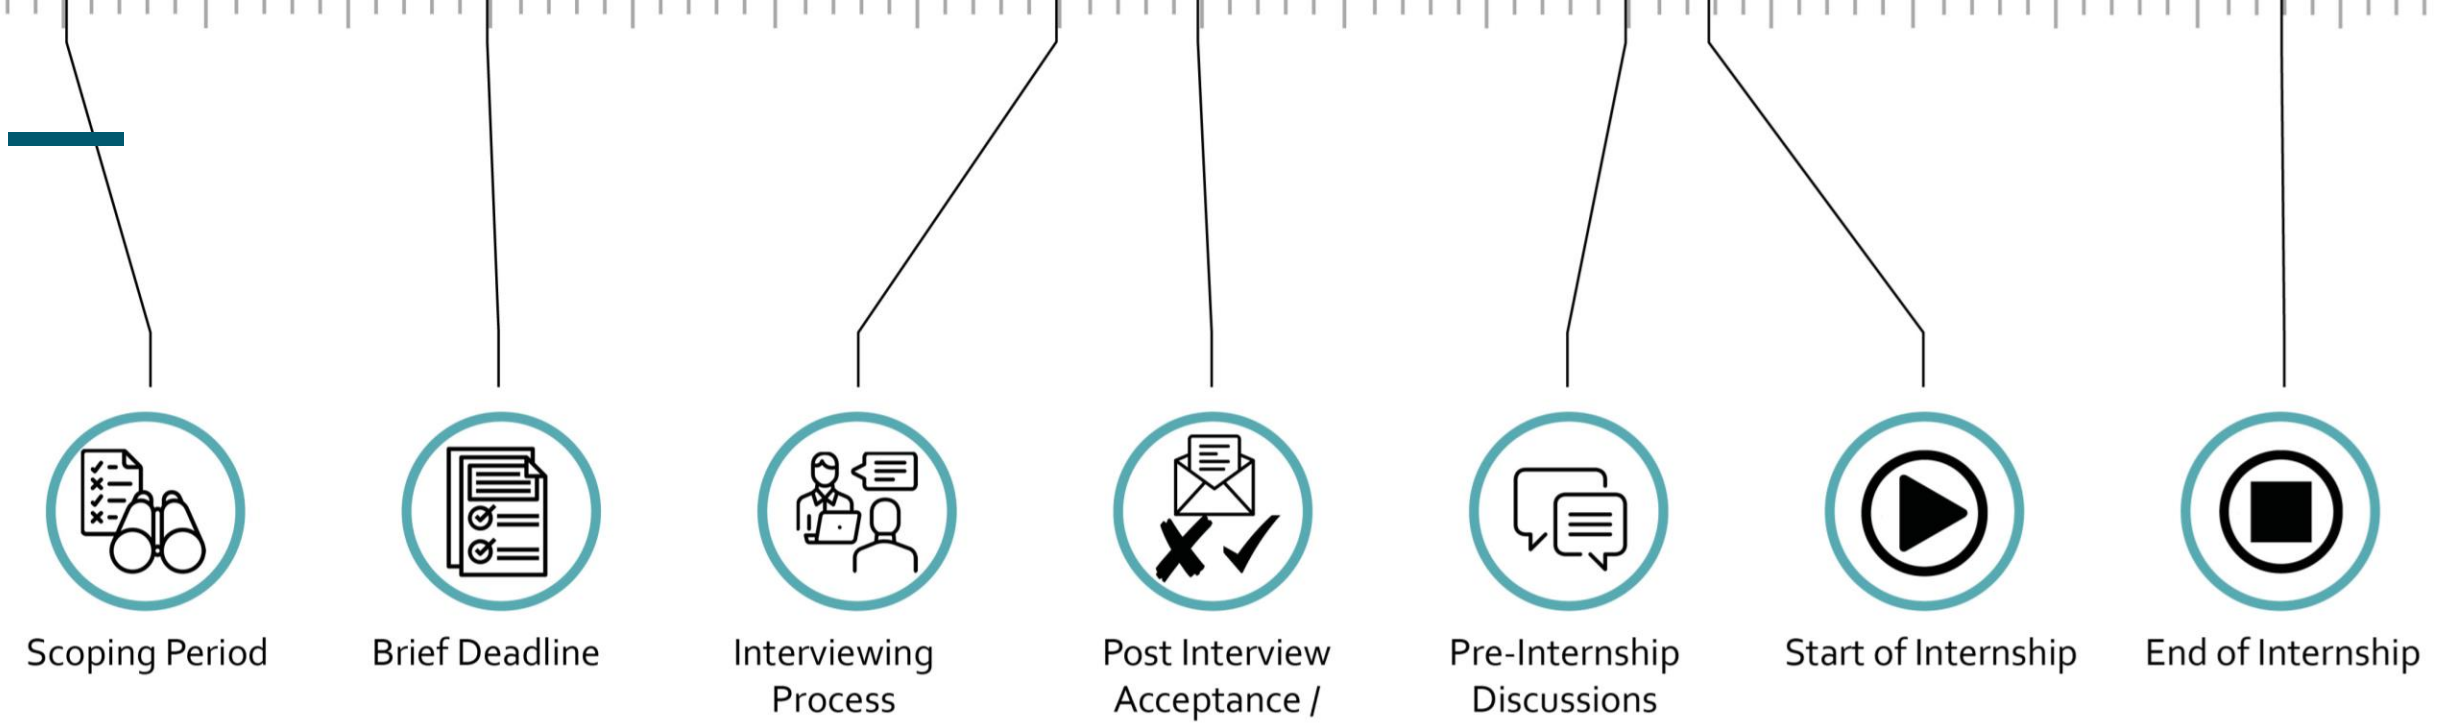 Scoping Period
Brief Deadline
Interviewing
Process
Post Interview
Acceptance /
Pre-Internship
Discussions
Start of Internship
End of Internship